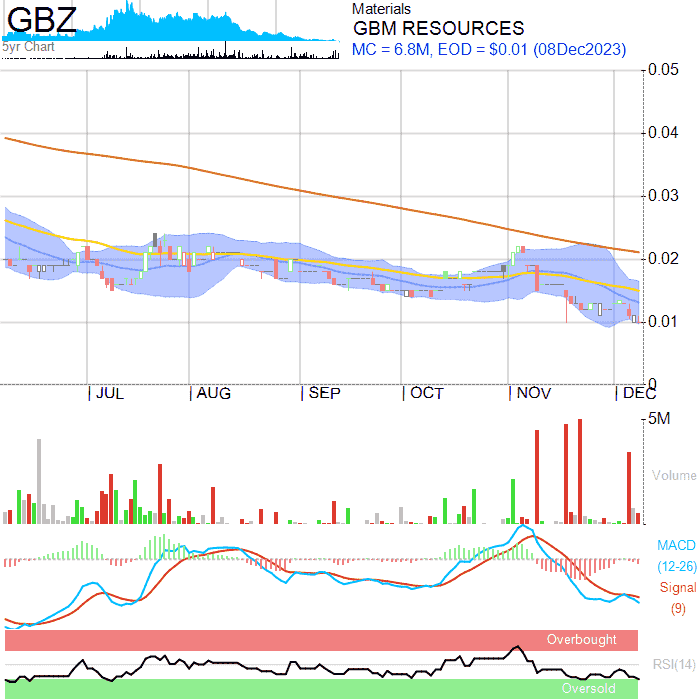 GBZ
5yr Chart
Materials
GBM RESOURCES
MC = 6.8M, EOD = $0.01 (08Dec2023)
0.05
0.04
0.03
0.02
0.01
0
JUL AUG SEP OCT NOV DEC
5M
Volume
MACD
(12-26)
Signal
(9)
Overbought
RSI(14)
Oversold